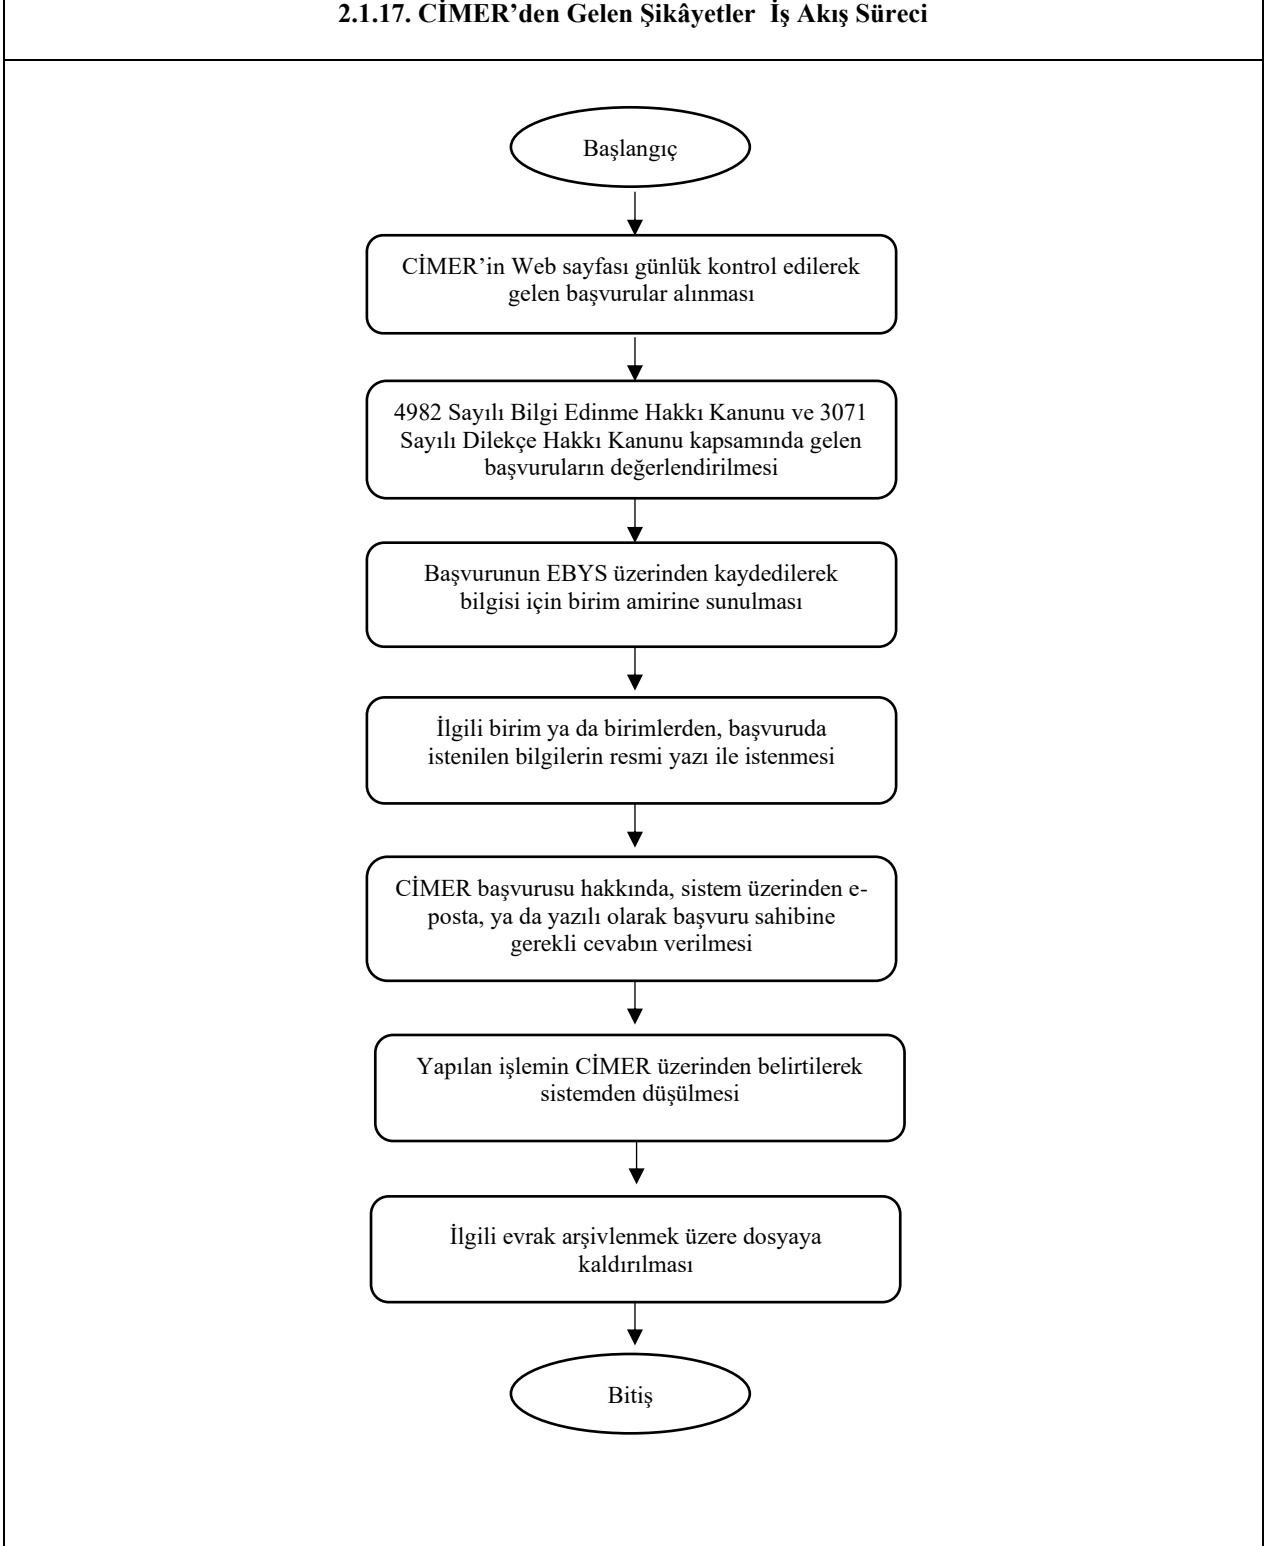 2.1.17. CİMER’den Gelen Şikâyetler  İş Akış Süreci
Başlangıç
CİMER’in Web sayfası günlük kontrol edilerek
gelen başvurular alınması
4982 Sayılı Bilgi Edinme Hakkı Kanunu ve 3071
Sayılı Dilekçe Hakkı Kanunu kapsamında gelen
başvuruların değerlendirilmesi
Başvurunun EBYS üzerinden kaydedilerek
bilgisi için birim amirine sunulması
İlgili birim ya da birimlerden, başvuruda
istenilen bilgilerin resmi yazı ile istenmesi
CİMER başvurusu hakkında, sistem üzerinden e-
posta, ya da yazılı olarak başvuru sahibine
gerekli cevabın verilmesi
Yapılan işlemin CİMER üzerinden belirtilerek
sistemden düşülmesi
İlgili evrak arşivlenmek üzere dosyaya
kaldırılması
Bitiş